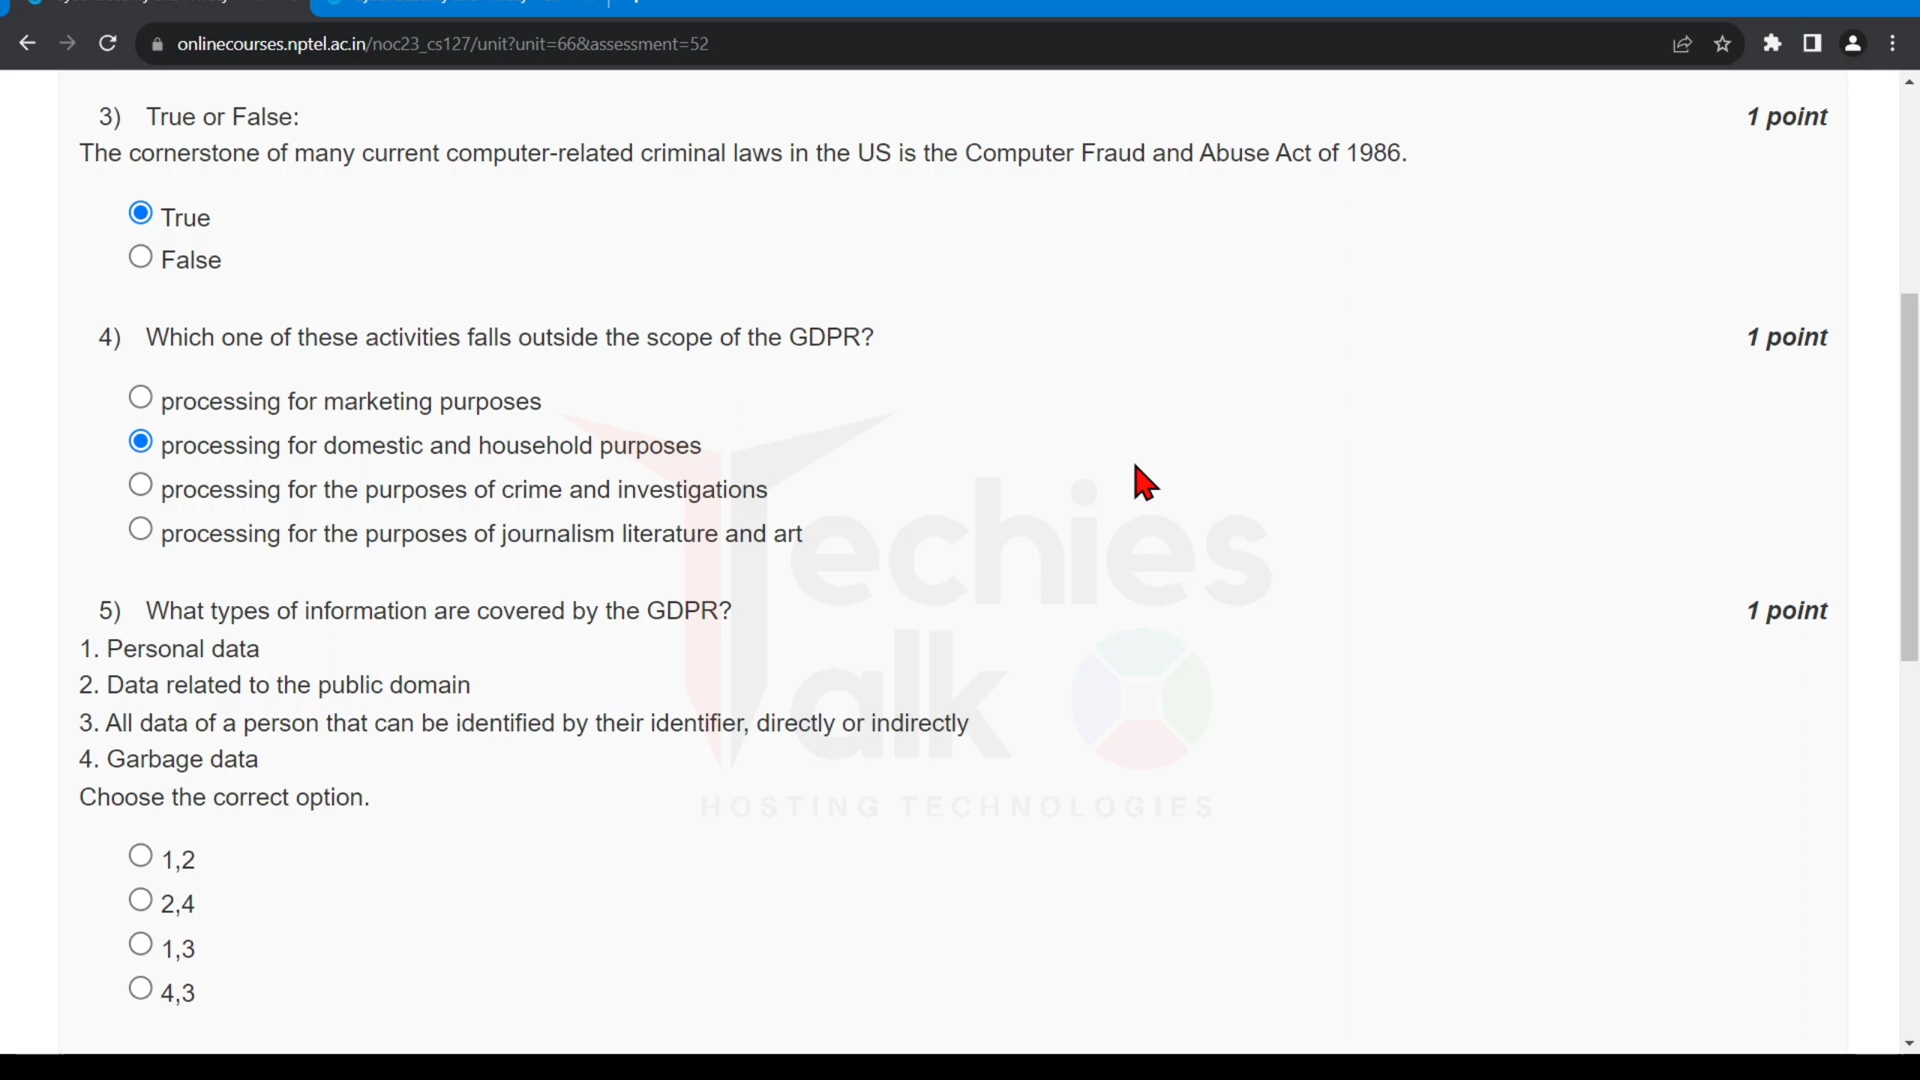 onlinecourses.nptel.ac.in/noc23_cs127/unit?unit=66&assessment=52
3) True or False:
1 point
The cornerstone of many current computer-related criminal laws in the US is the Computer Fraud and Abuse Act of 1986.
True
False
4) Which one of these activities falls outside the scope of the GDPR?
1 point
processing for marketing purposes
processing for domestic and household purposes
processing for the purposes of crime and investigations
processing for the purposes of journalism literature and art
Techies
Talk
HOSTING TECHNOLOGIES
5) What types of information are covered by the GDPR?
1 point
1. Personal data
2. Data related to the public domain
3. All data of a person that can be identified by their identifier, directly or indirectly
4. Garbage data
Choose the correct option.
1,2
2,4
1,3
4,3